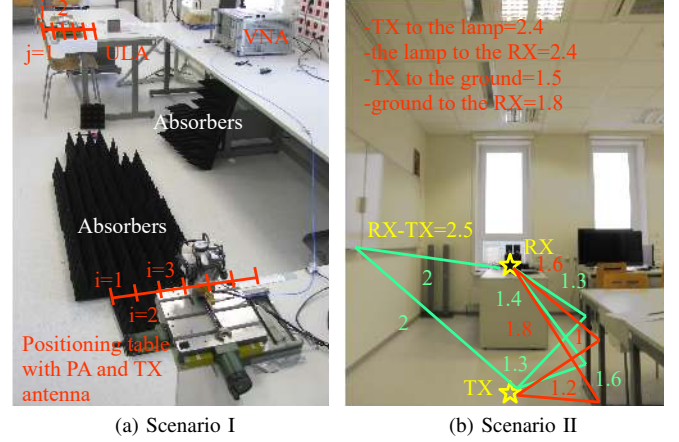 2
j=1
ULA
VNA
Absorbers
Absorbers
i=1
i=3
i=2
Positioning table
with PA and TX
antenna
(a) Scenario I
-TX to the lamp=2.4
-the lamp to the RX=2.4
-TX to the ground=1.5
-ground to the RX=1.8
RX-TX=2.5
RX
1.6
1.3
2
1.4
2
1.8
1
1.3
1.6
TX
1.2
(b) Scenario II